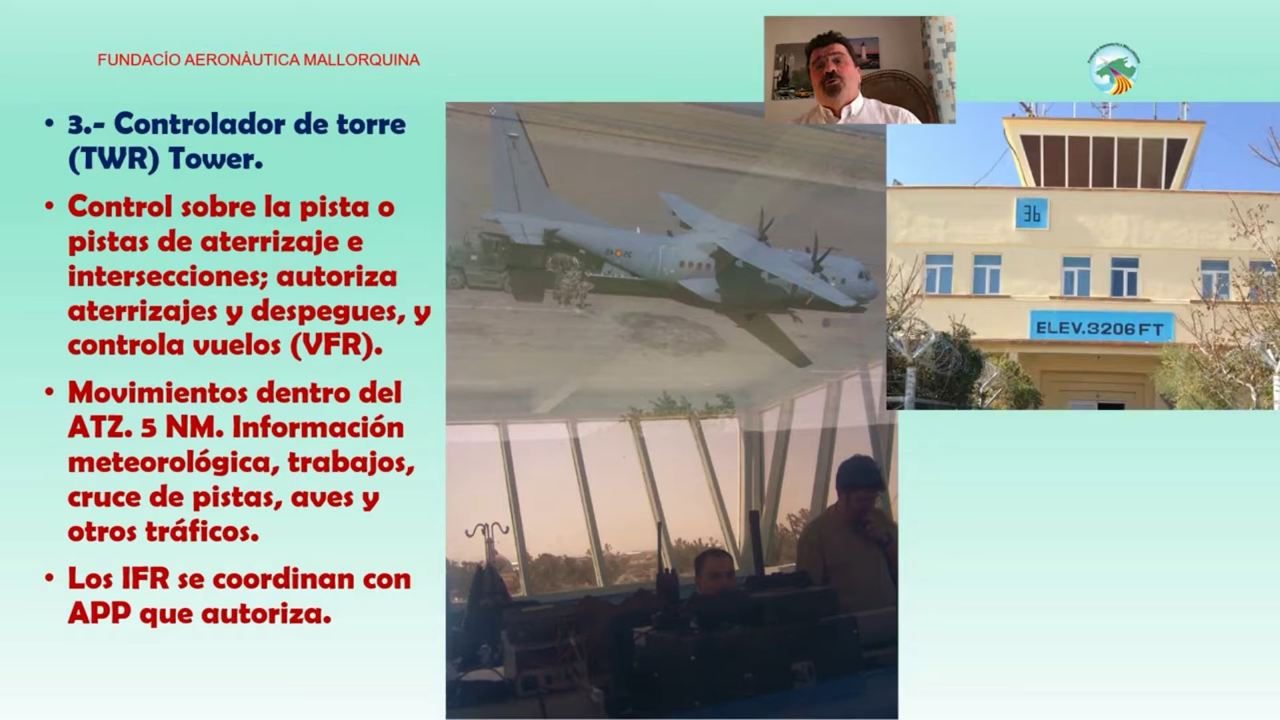 FUNDACÍO AERONÀUTICA MALLORQUINA
• 3.- Controlador de torre
(TWR) Tower.
• Control sobre la pista o
pistas de aterrizaje e
intersecciones; autoriza
aterrizajes y despegues, y
controla vuelos (VFR).
• Movimientos dentro del
ATZ. 5 NM. Información
meteorológica, trabajos,
cruce de pistas, aves y
otros tráficos.
• Los IFR se coordinan con
APP que autoriza.
36
ELEV.3206 FT